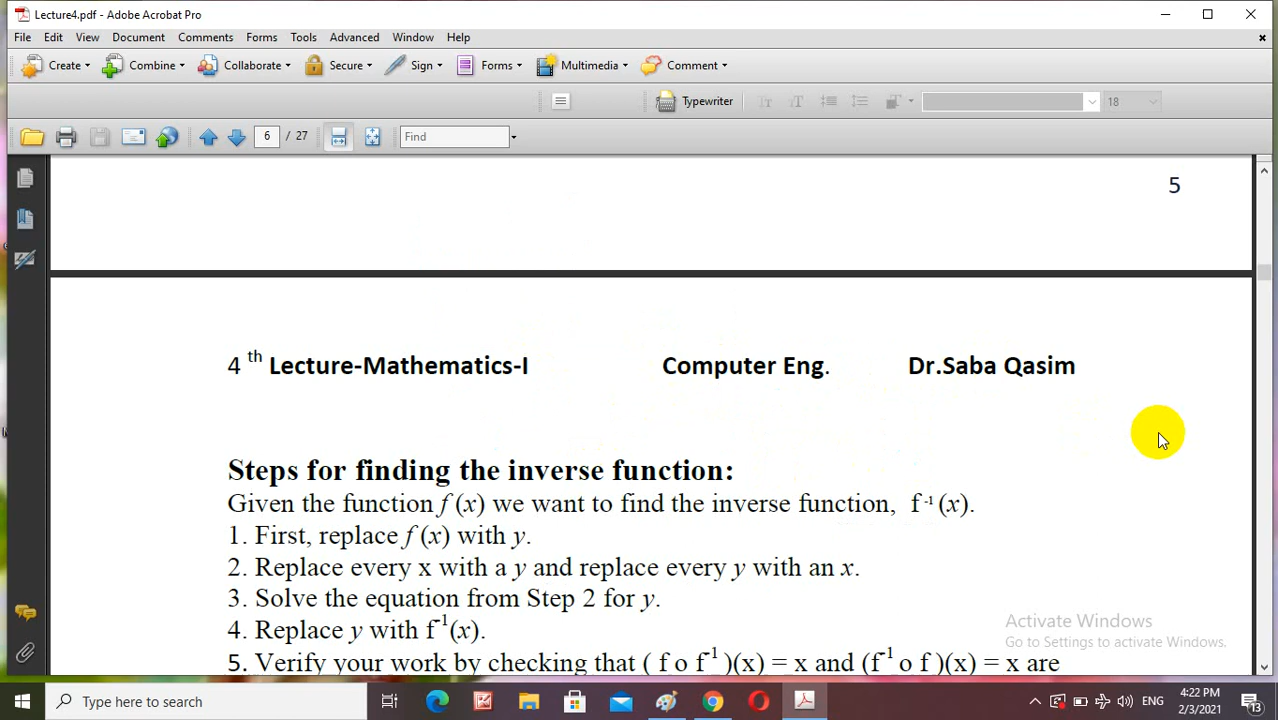 Lecture4.pdf - Adobe Acrobat Pro
File Edit View Document Comments Forms Tools Advanced Window Help
Create Combine Collaborate Secure Sign Forms Multimedia Comment
Typewriter 18
6 / 27 Find
5
4 th Lecture-Mathematics-I Computer Eng. Dr.Saba Qasim
Steps for finding the inverse function:
Given the function f (x) we want to find the inverse function, f -1 (x).
1. First, replace f (x) with y.
2. Replace every x with a y and replace every y with an x.
3. Solve the equation from Step 2 for y.
4. Replace y with f-1(x).
5. Verify your work by checking that ( f o f-1 )(x) = x and (f-1 o f )(x) = x are
Activate Windows
Go to Settings to activate Windows.
Type here to search
ENG
4:22 PM
2/3/2021
13